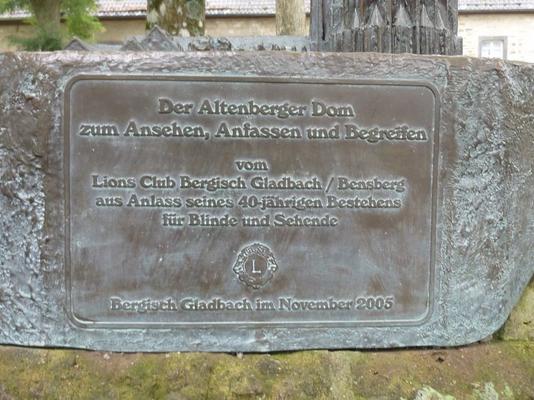 Der Altenberger Dom
zum Ansehen, Anfassen und Begreifen
vom
Lions Club Bergisch Gladbach / Bensberg
aus Anlass seines 40-jährigen Bestehens
für Blinde und Sehende
L
Bergisch Gladbach im November 2005